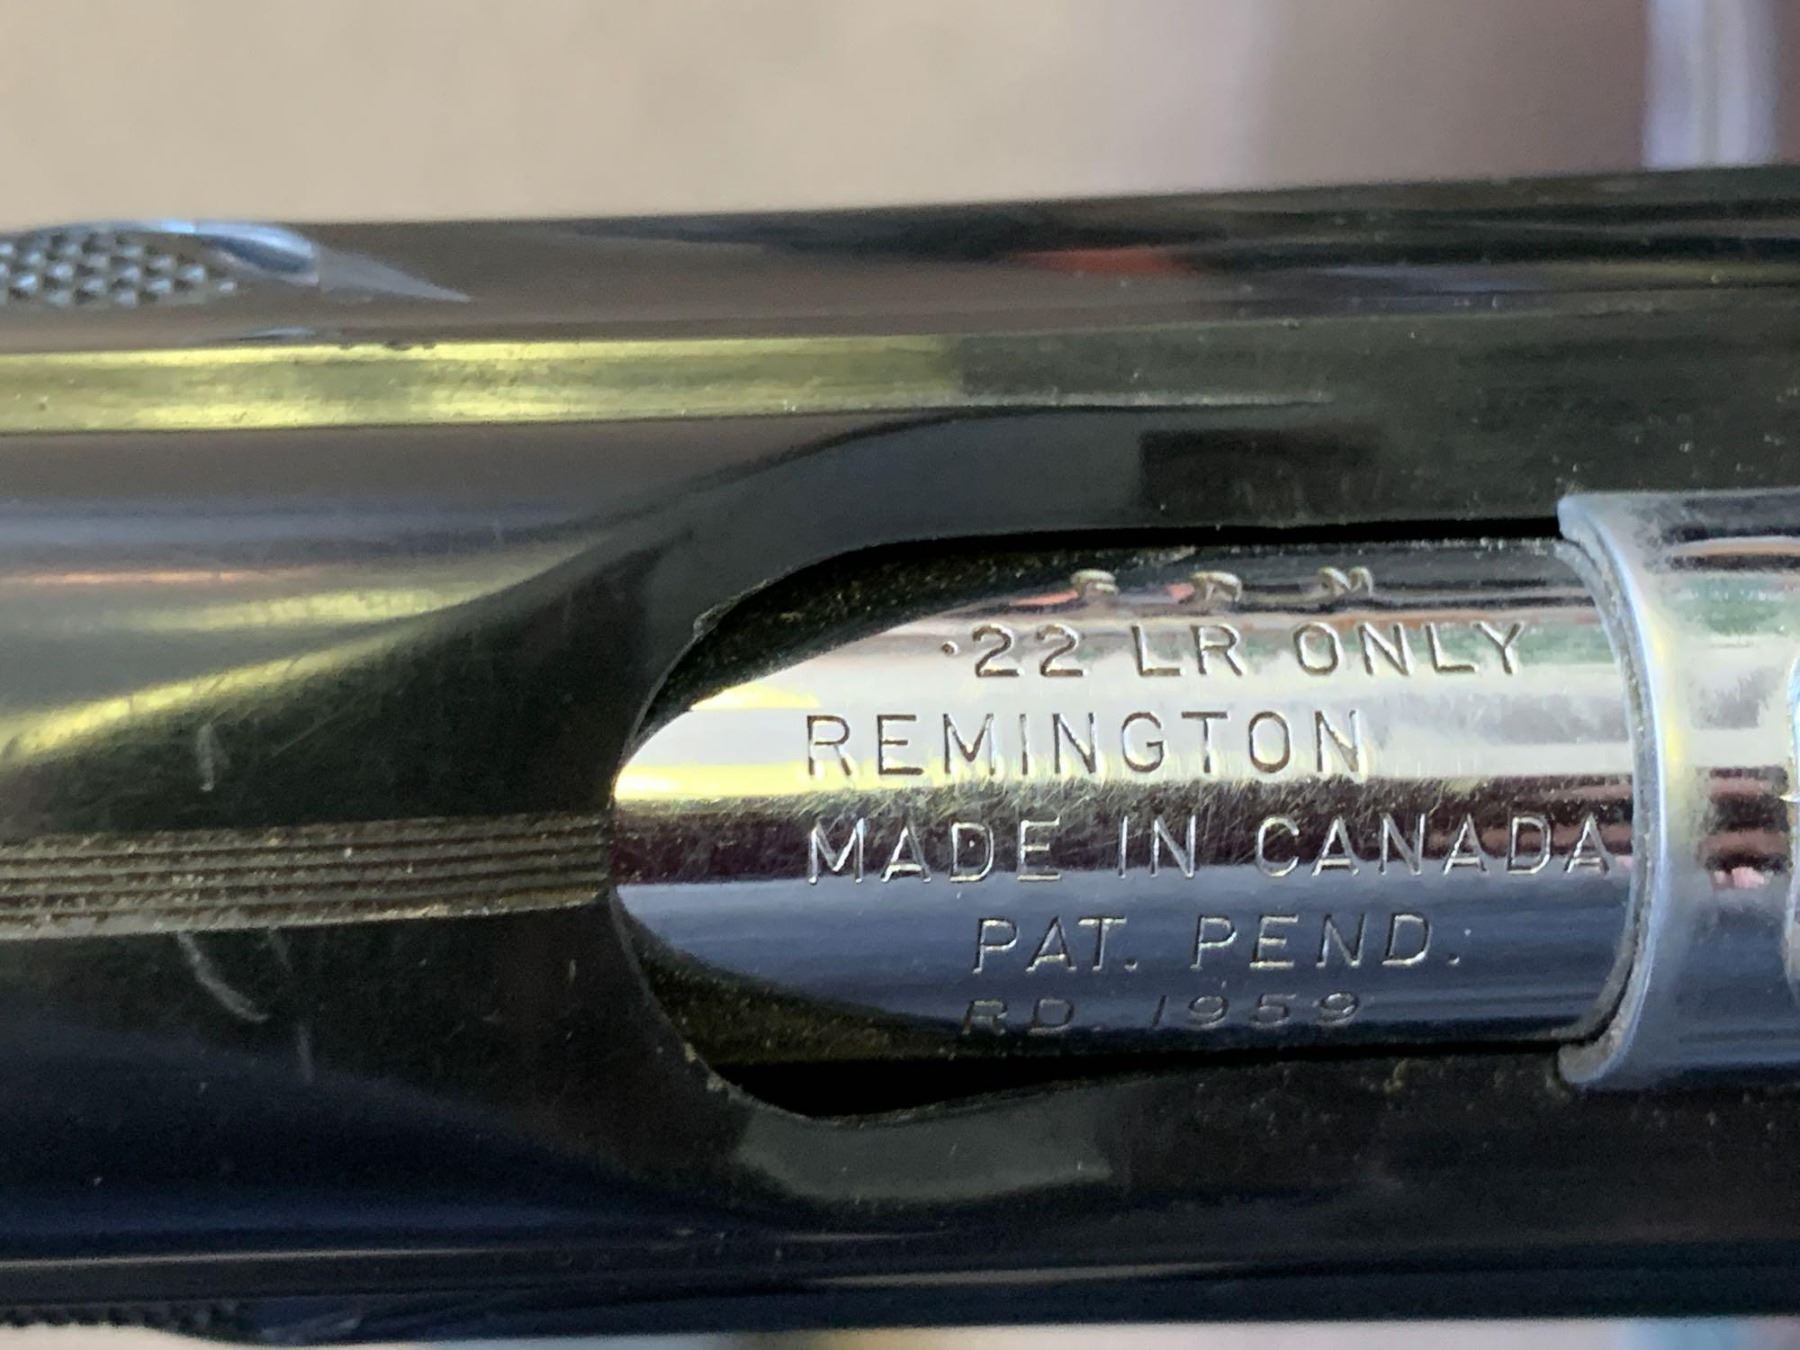 .22 LR ONLY
REMINGTON
MADE IN CANADA
PAT. PEND.
RD. 1959